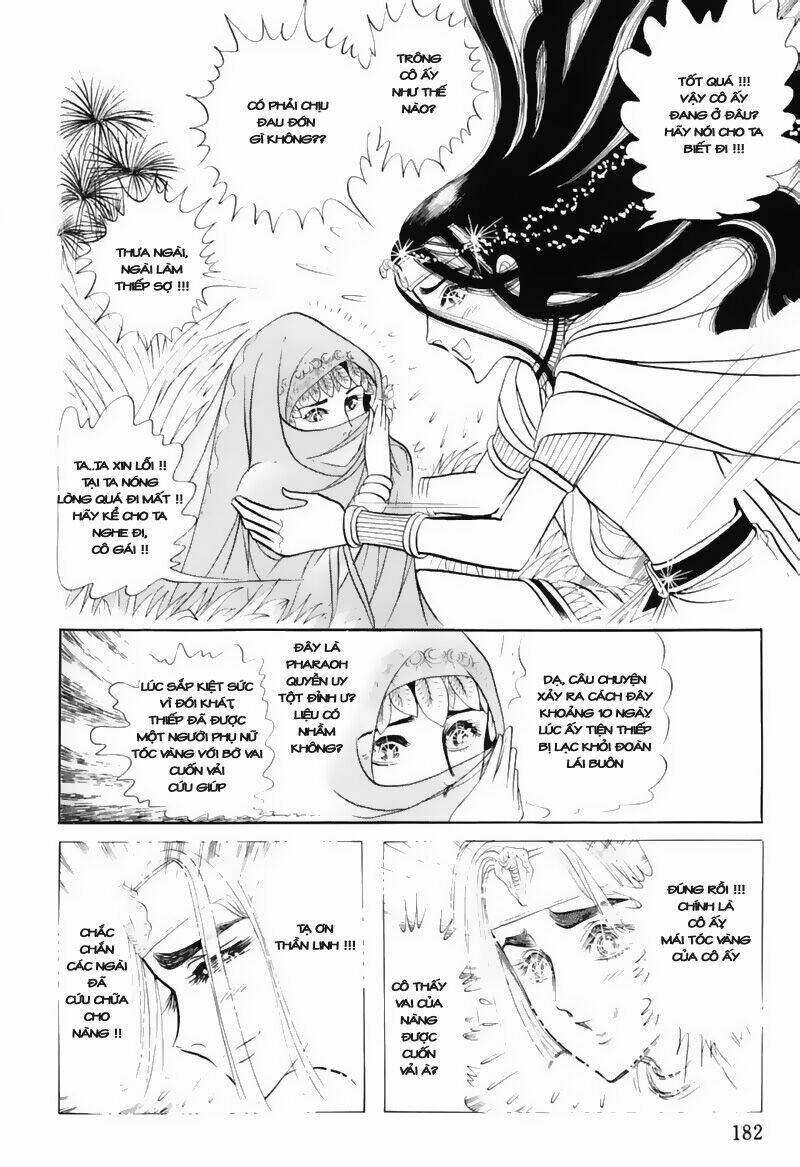 TỐT QUÁ !!!
VẬY CÔ ẤY
ĐANG Ở ĐÂU?
HÃY NÓI CHO TA
BIẾT ĐI !!!
TRÔNG
CÔ ẤY
NHƯ THẾ
NÀO?
CÓ PHẢI CHỊU
ĐAU ĐỚN
GÌ KHÔNG??
THƯA NGÀI,
NGÀI LÀM
THIẾP SỢ !!!
TA..TA XIN LỖI !!
TẠI TA NÓNG
LÒNG QUÁ ĐI MẤT !!
HÃY KỂ CHO TA
NGHE ĐI,
CÔ GÁI !!
DẠ, CÂU CHUYỆN
XẢY RA CÁCH ĐÂY
KHOẢNG 10 NGÀY.
LÚC ẤY TIỆN THIẾP
BỊ LẠC KHỎI ĐOÀN
LÁI BUÔN
ĐÂY LÀ
PHARAOH
QUYỀN UY
TỘT ĐỈNH Ư?
LIỆU CÓ
NHẦM
KHÔNG?
LÚC SẮP KIỆT SỨC
VÌ ĐÓI KHÁT,
THIẾP ĐÃ ĐƯỢC
MỘT NGƯỜI PHỤ NỮ
TÓC VÀNG VỚI BỜ VAI
CUỐN VẢI
CỨU GIÚP
ĐÚNG RỒI !!!
CHÍNH LÀ
CÔ ẤY,
MÁI TÓC VÀNG
CỦA CÔ ẤY
CÔ THẤY
VAI CỦA
NÀNG
ĐƯỢC
CUỐN
VẢI À?
TẠ ƠN
THẦN LINH !!!
CHẮC
CHẮN
CÁC NGÀI
ĐÃ
CỨU CHỮA
CHO
NÀNG !!
182